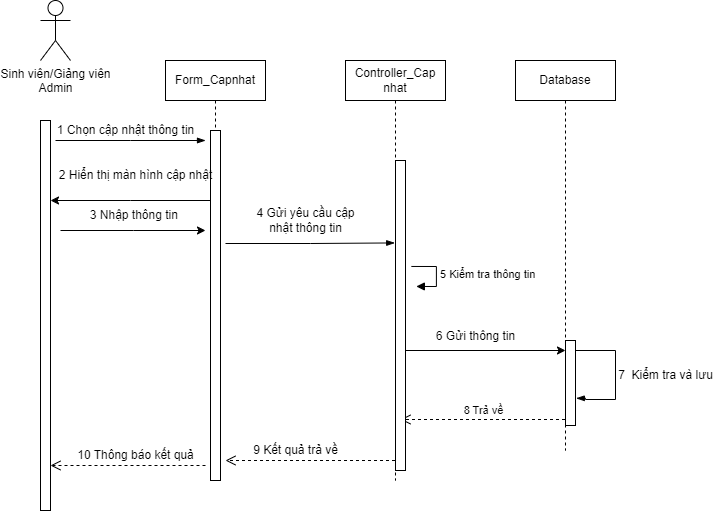 Sinh viên/Giảng viên
Admin
Form_Capnhat
Controller_Cap
nhat
Database
1 Chọn cập nhật thông tin
2 Hiển thị màn hình cập nhật
3 Nhập thông tin
4 Gửi yêu cầu cập
nhật thông tin
5 Kiểm tra thông tin
6 Gửi thông tin
7 Kiểm tra và lưu
8 Trả về
9 Kết quả trả về
10 Thông báo kết quả